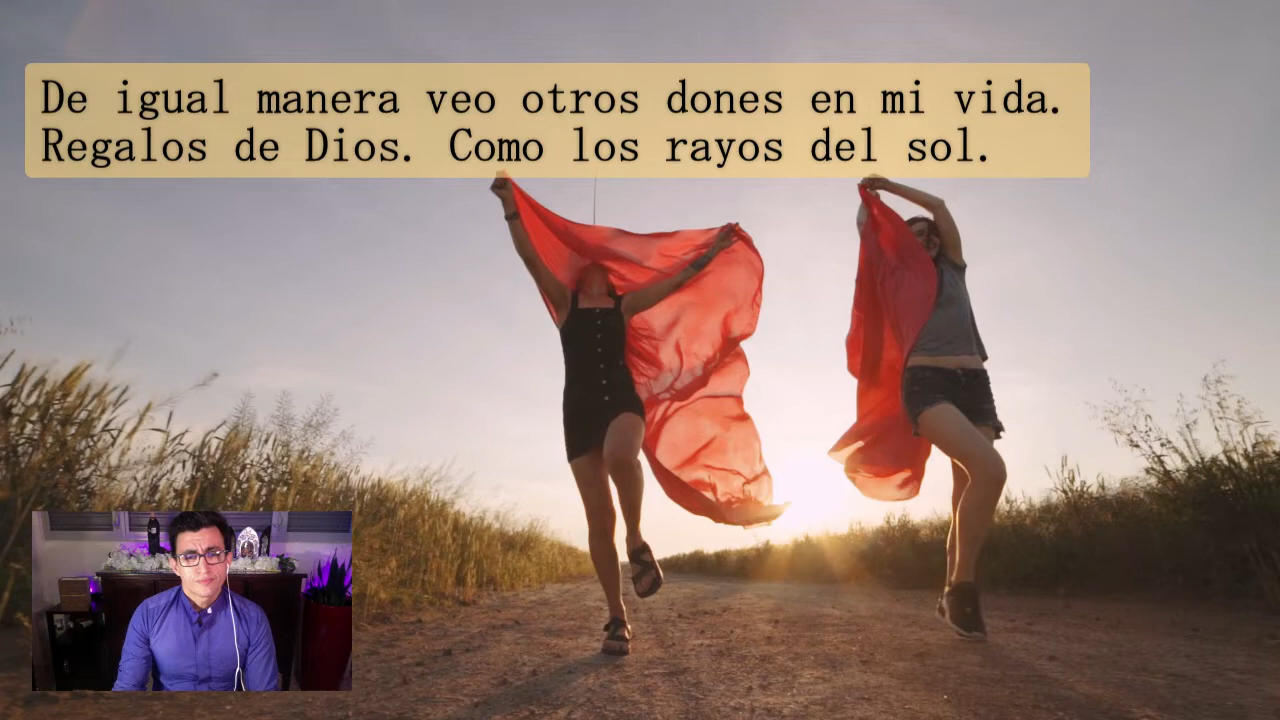 De igual manera veo otros dones en mi vida.
Regalos de Dios. Como los rayos del sol.